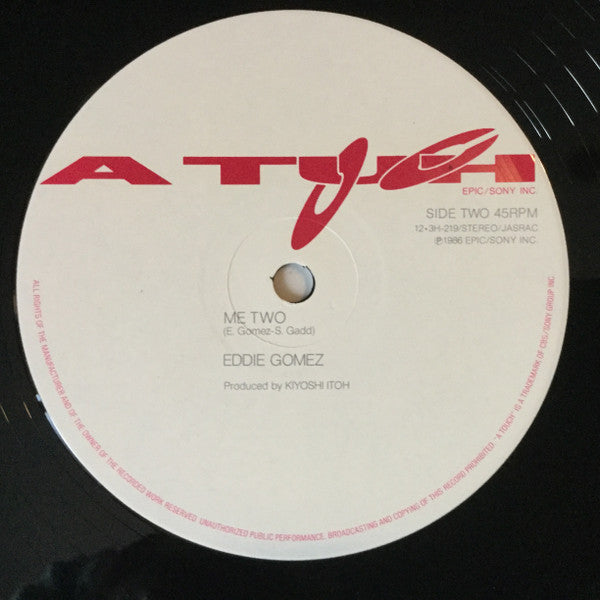 A TOUCH
EPIC/SONY INC.
SIDE TWO 45RPM
12•3H-219/STEREO/JASRAC
℗1986 EPIC/SONY INC.
ME TWO
(E. Gomez-S. Gadd)
EDDIE GOMEZ
Produced by KIYOSHI ITOH
ALL RIGHTS OF THE MANUFACTURER AND OF THE OWNER OF THE RECORDED WORK RESERVED. UNAUTHORIZED PUBLIC PERFORMANCE, BROADCASTING AND COPYING OF THIS RECORD PROHIBITED. "A TOUCH" IS A TRADEMARK OF CBS/SONY GROUP INC.